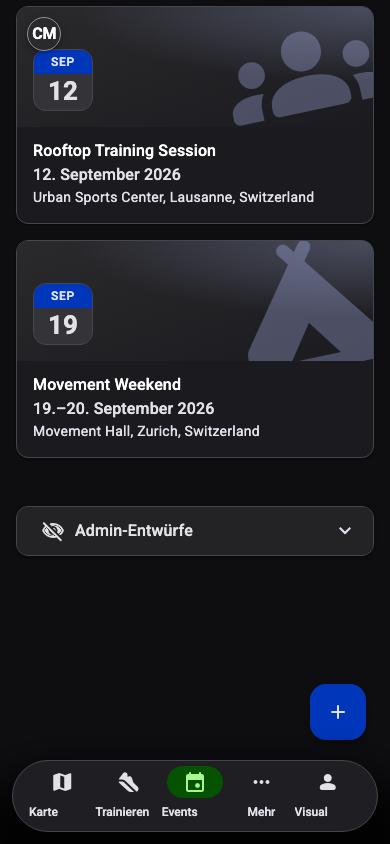 CM
SEP
12
Rooftop Training Session
12. September 2026
Urban Sports Center, Lausanne, Switzerland
SEP
19
Movement Weekend
19.–20. September 2026
Movement Hall, Zurich, Switzerland
Admin-Entwürfe
Karte
Trainieren
Events
Mehr
Visual